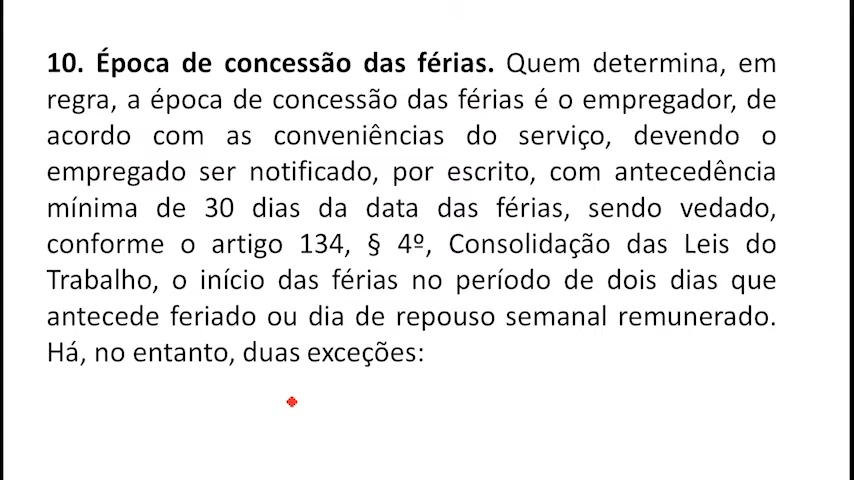 10. Época de concessão das férias. Quem determina, em
regra, a época de concessão das férias é o empregador, de
acordo com as conveniências do serviço, devendo o
empregado ser notificado, por escrito, com antecedência
mínima de 30 dias da data das férias, sendo vedado,
conforme o artigo 134, § 4º, Consolidação das Leis do
Trabalho, o início das férias no período de dois dias que
antecede feriado ou dia de repouso semanal remunerado.
Há, no entanto, duas exceções: